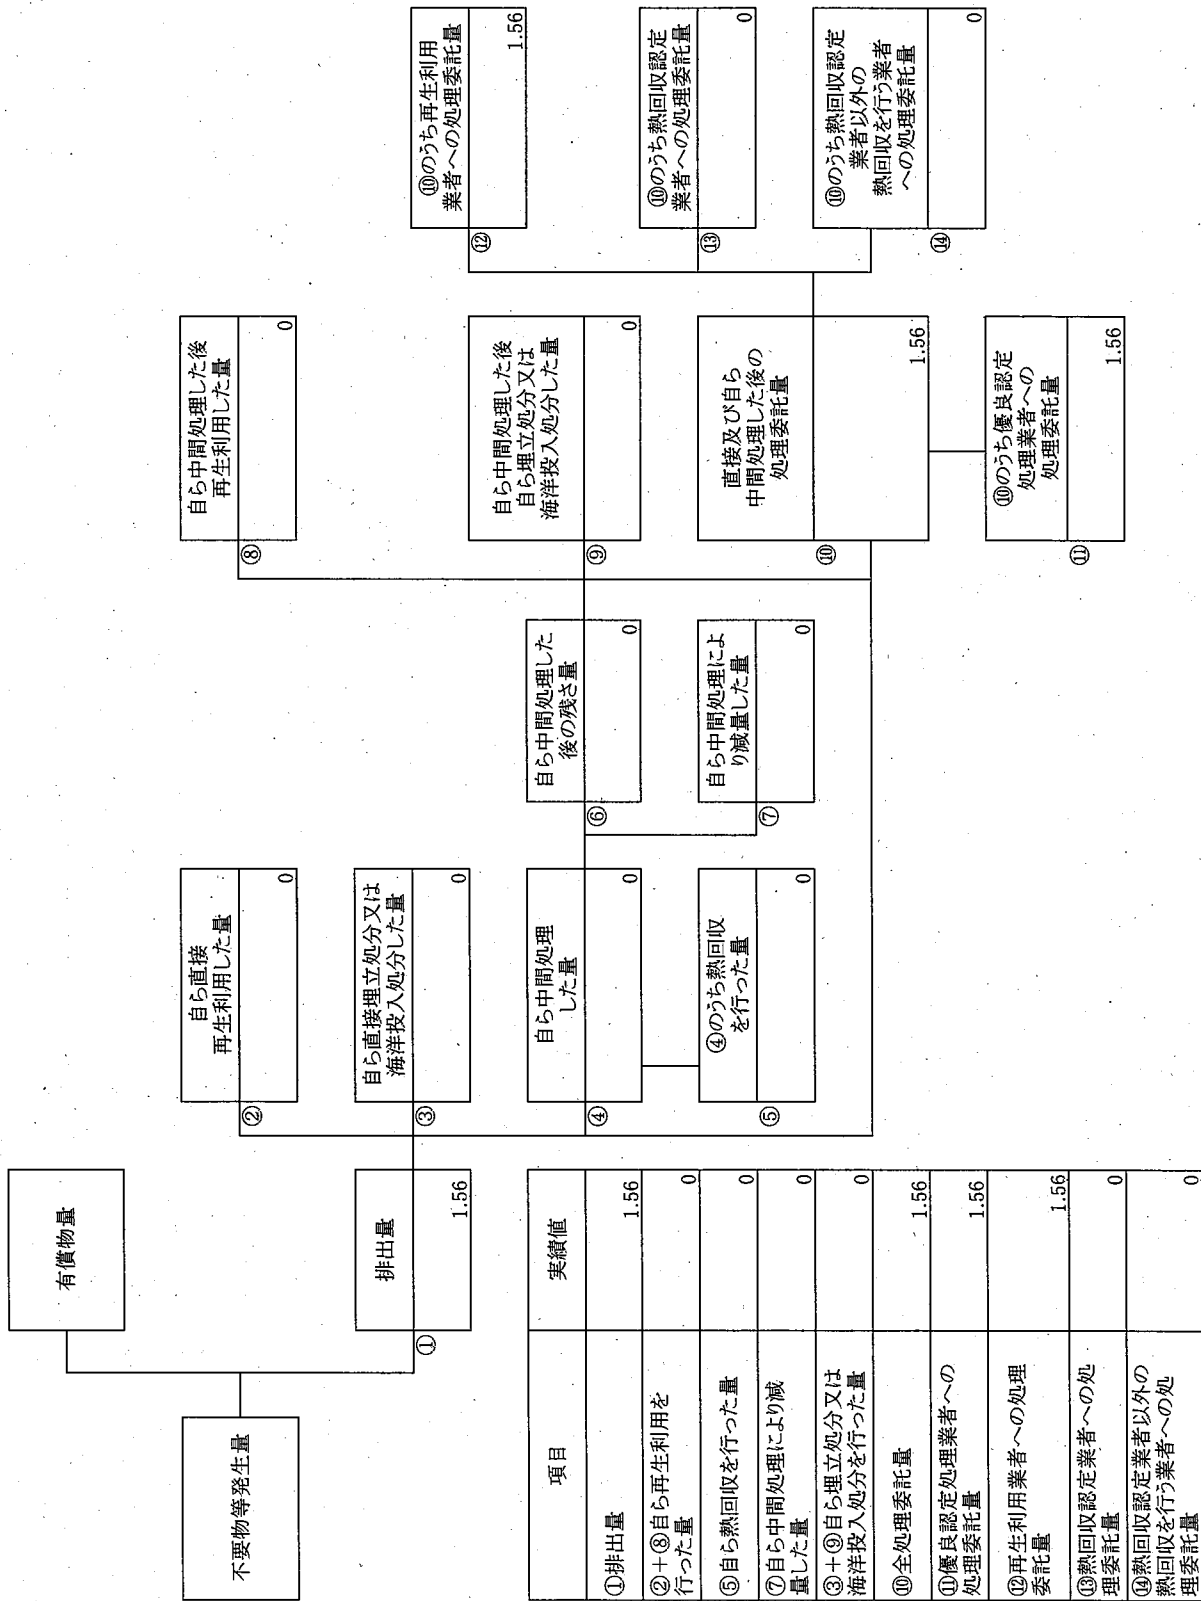 不要物等発生量
有償物量
排出量
①
1.56
自ら直接
再生利用した量
②
0
自ら直接埋立処分又は
海洋投入処分した量
③
0
自ら中間処理
した量
④
0
④のうち熱回収
を行った量
⑤
0
自ら中間処理した
後の残さ量
⑥
0
自ら中間処理によ
り減量した量
⑦
0
自ら中間処理した後
再生利用した量
⑧
0
自ら中間処理した後
自ら埋立処分又は
海洋投入処分した量
⑨
0
直接及び自ら
中間処理した後の
処理委託量
⑩
1.56
⑩のうち優良認定
処理業者への
処理委託量
⑪
1.56
⑩のうち再生利用
業者への処理委託量
⑫
1.56
⑩のうち熱回収認定
業者への処理委託量
⑬
0
⑩のうち熱回収認定
業者以外の
熱回収を行う業者
への処理委託量
⑭
0
項目 実績値
①排出量 1.56
②+⑧自ら再生利用を
行った量 0
⑤自ら熱回収を行った量 0
⑦自ら中間処理により減
量した量 0
③+⑨自ら埋立処分又は
海洋投入処分を行った量 0
⑩全処理委託量 1.56
⑪優良認定処理業者への
処理委託量 1.56
⑫再生利用業者への処理
委託量 1.56
⑬熱回収認定業者への処
理委託量 0
⑭熱回収認定業者以外の
熱回収を行う業者への処
理委託量 0